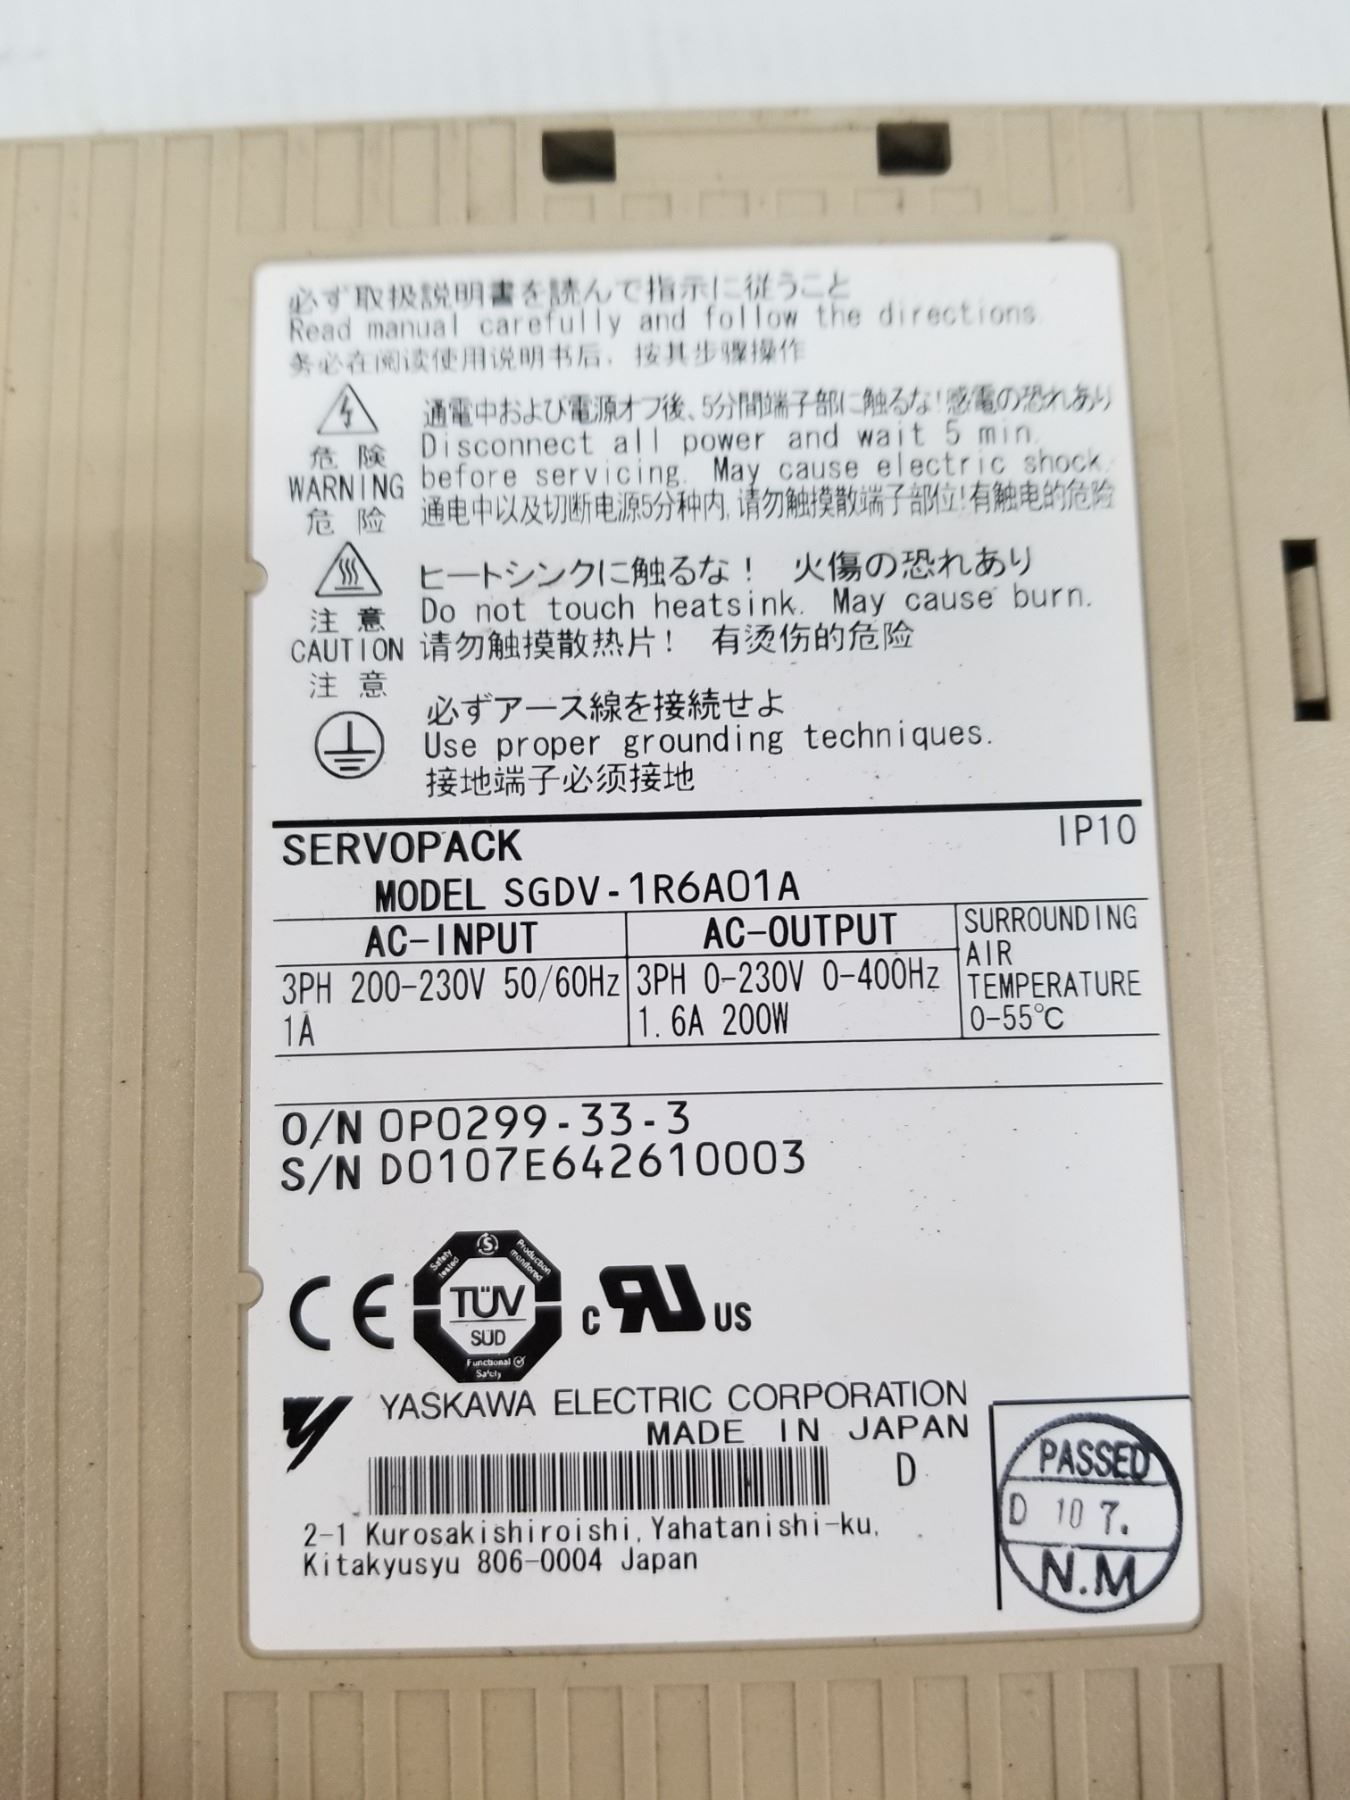 必ず取扱説明書を読んで指示に従うこと
Read manual carefully and follow the directions.
务必在阅读使用说明书后，按其步骤操作
危険
WARNING
危险
通電中および電源オフ後､5分間端子部に触るな!感電の恐れあり
Disconnect all power and wait 5 min.
before servicing. May cause electric shock.
通电中以及切断电源5分钟内,请勿触摸散端子部位!有触电的危险
注意
CAUTION
注意
ヒートシンクに触るな！ 火傷の恐れあり
Do not touch heatsink. May cause burn.
请勿触摸散热片！ 有烫伤的危险
必ずアース線を接続せよ
Use proper grounding techniques.
接地端子必须接地
SERVOPACK
IP10
MODEL SGDV-1R6A01A
AC-INPUT
3PH 200-230V 50/60Hz
1A
AC-OUTPUT
3PH 0-230V 0-400Hz
1.6A 200W
SURROUNDING
AIR
TEMPERATURE
0-55℃
O/N 0P0299-33-3
S/N D0107E642610003
CE
Safety tested
S
Production monitored
TÜV
SÜD
Functional Safety
c RU US
YASKAWA ELECTRIC CORPORATION
MADE IN JAPAN
D
2-1 Kurosakishiroishi, Yahatanishi-ku,
Kitakyusyu 806-0004 Japan
PASSED
D 10 7.
N.M